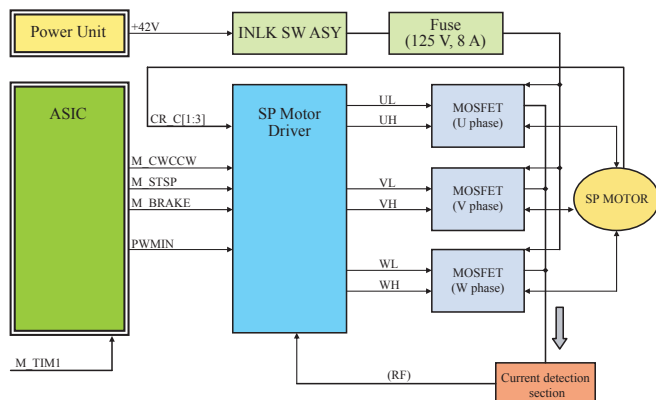 Power Unit
+42V
INLK SW ASY
Fuse
(125 V, 8 A)
ASIC
CR_C[1:3]
SP Motor
Driver
UL
UH
MOSFET
(U phase)
M_CWCCW
M_STSP
M_BRAKE
VL
VH
MOSFET
(V phase)
SP MOTOR
PWMIN
WL
WH
MOSFET
(W phase)
M_TIM1
(RF)
Current detection
section